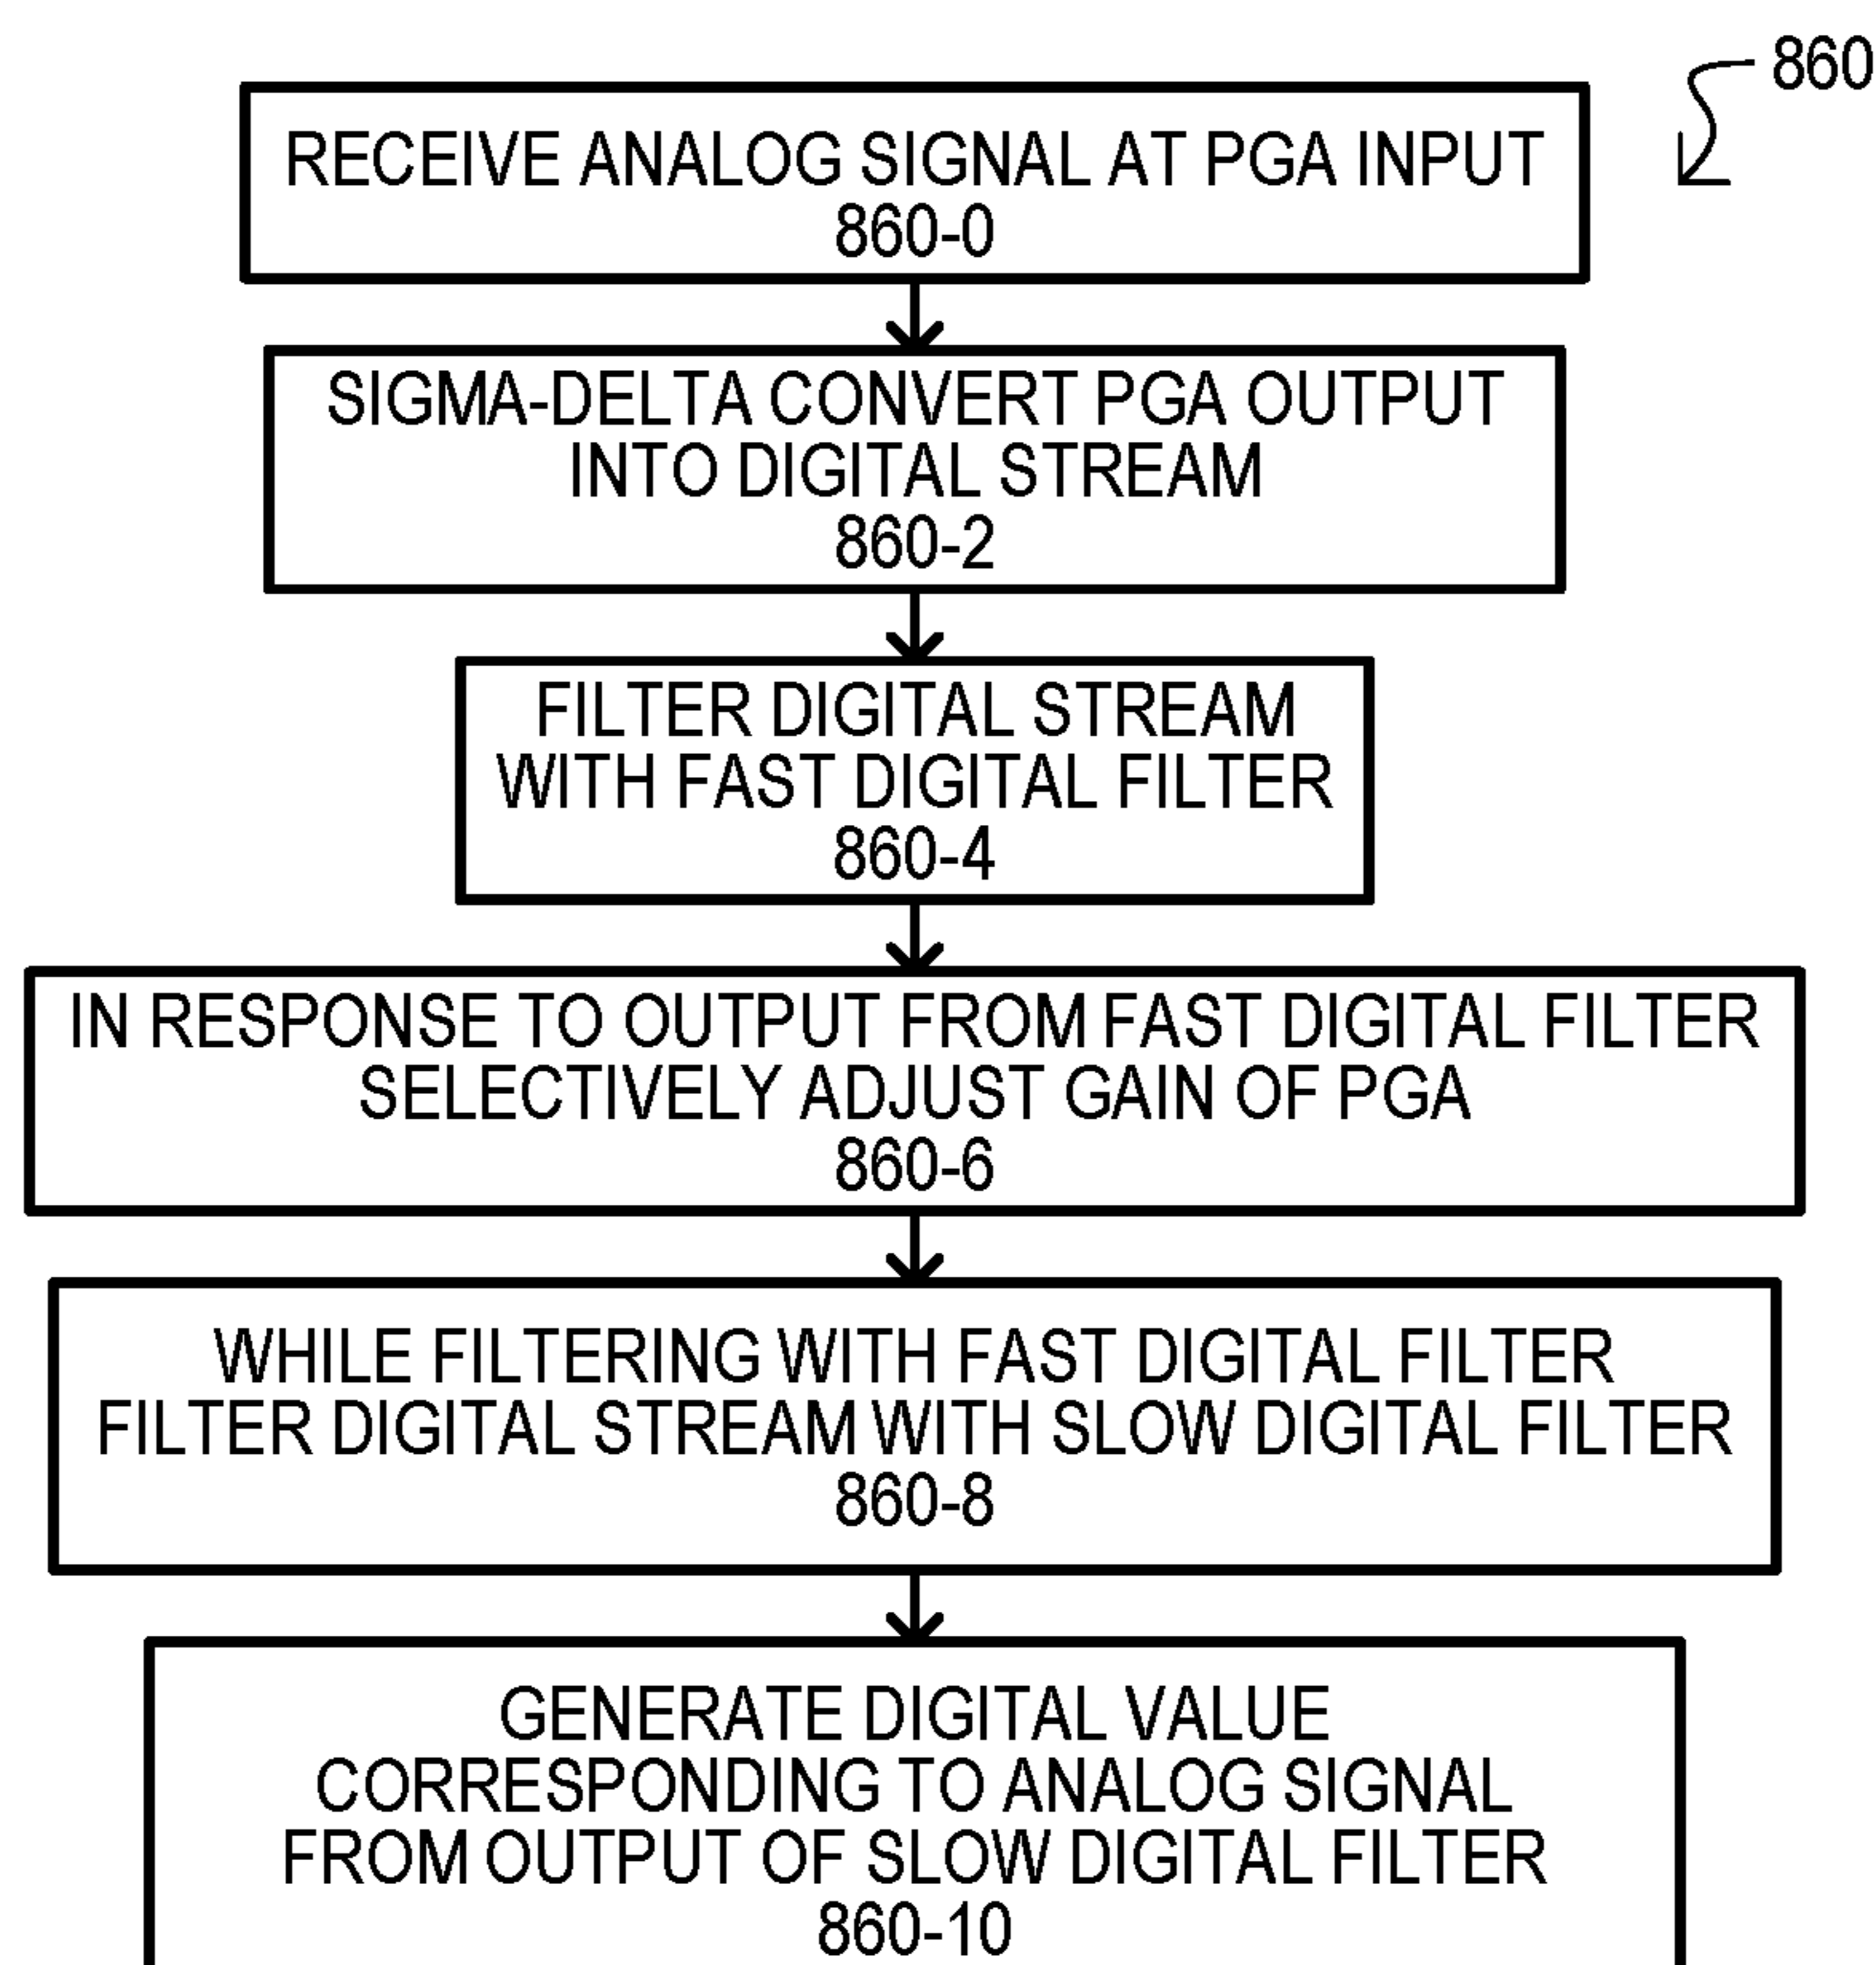 860
RECEIVE ANALOG SIGNAL AT PGA INPUT
860-0
SIGMA-DELTA CONVERT PGA OUTPUT
INTO DIGITAL STREAM
860-2
FILTER DIGITAL STREAM
WITH FAST DIGITAL FILTER
860-4
IN RESPONSE TO OUTPUT FROM FAST DIGITAL FILTER
SELECTIVELY ADJUST GAIN OF PGA
860-6
WHILE FILTERING WITH FAST DIGITAL FILTER
FILTER DIGITAL STREAM WITH SLOW DIGITAL FILTER
860-8
GENERATE DIGITAL VALUE
CORRESPONDING TO ANALOG SIGNAL
FROM OUTPUT OF SLOW DIGITAL FILTER
860-10